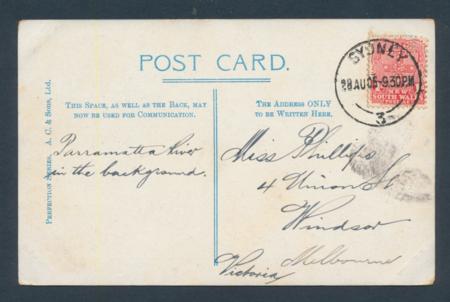 POST CARD.
THIS SPACE, AS WELL AS THE BACK, MAY
NOW BE USED FOR COMMUNICATION.
THE ADDRESS ONLY
TO BE WRITTEN HERE.
PERFECTION SERIES. A. C. & Sons, Ltd.
SYDNEY
28 AU 05-9.30PM
3
SOUTH WALES
Parramatta River
in the background.
Miss Phillips
4 Union St
Windsor
Melbourne
Victoria